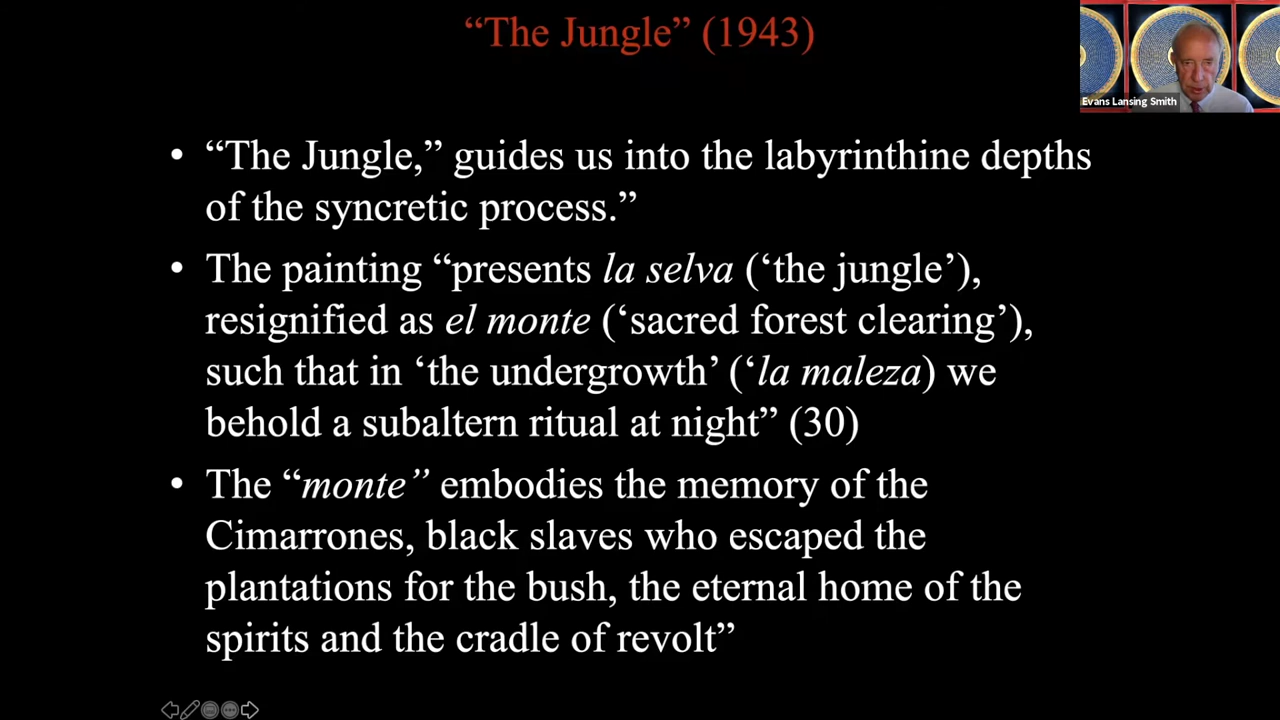 “The Jungle” (1943)
Evans Lansing Smith
• “The Jungle,” guides us into the labyrinthine depths
of the syncretic process.”
• The painting “presents la selva (‘the jungle’),
resignified as el monte (‘sacred forest clearing’),
such that in ‘the undergrowth’ (‘la maleza) we
behold a subaltern ritual at night” (30)
• The “monte” embodies the memory of the
Cimarrones, black slaves who escaped the
plantations for the bush, the eternal home of the
spirits and the cradle of revolt”